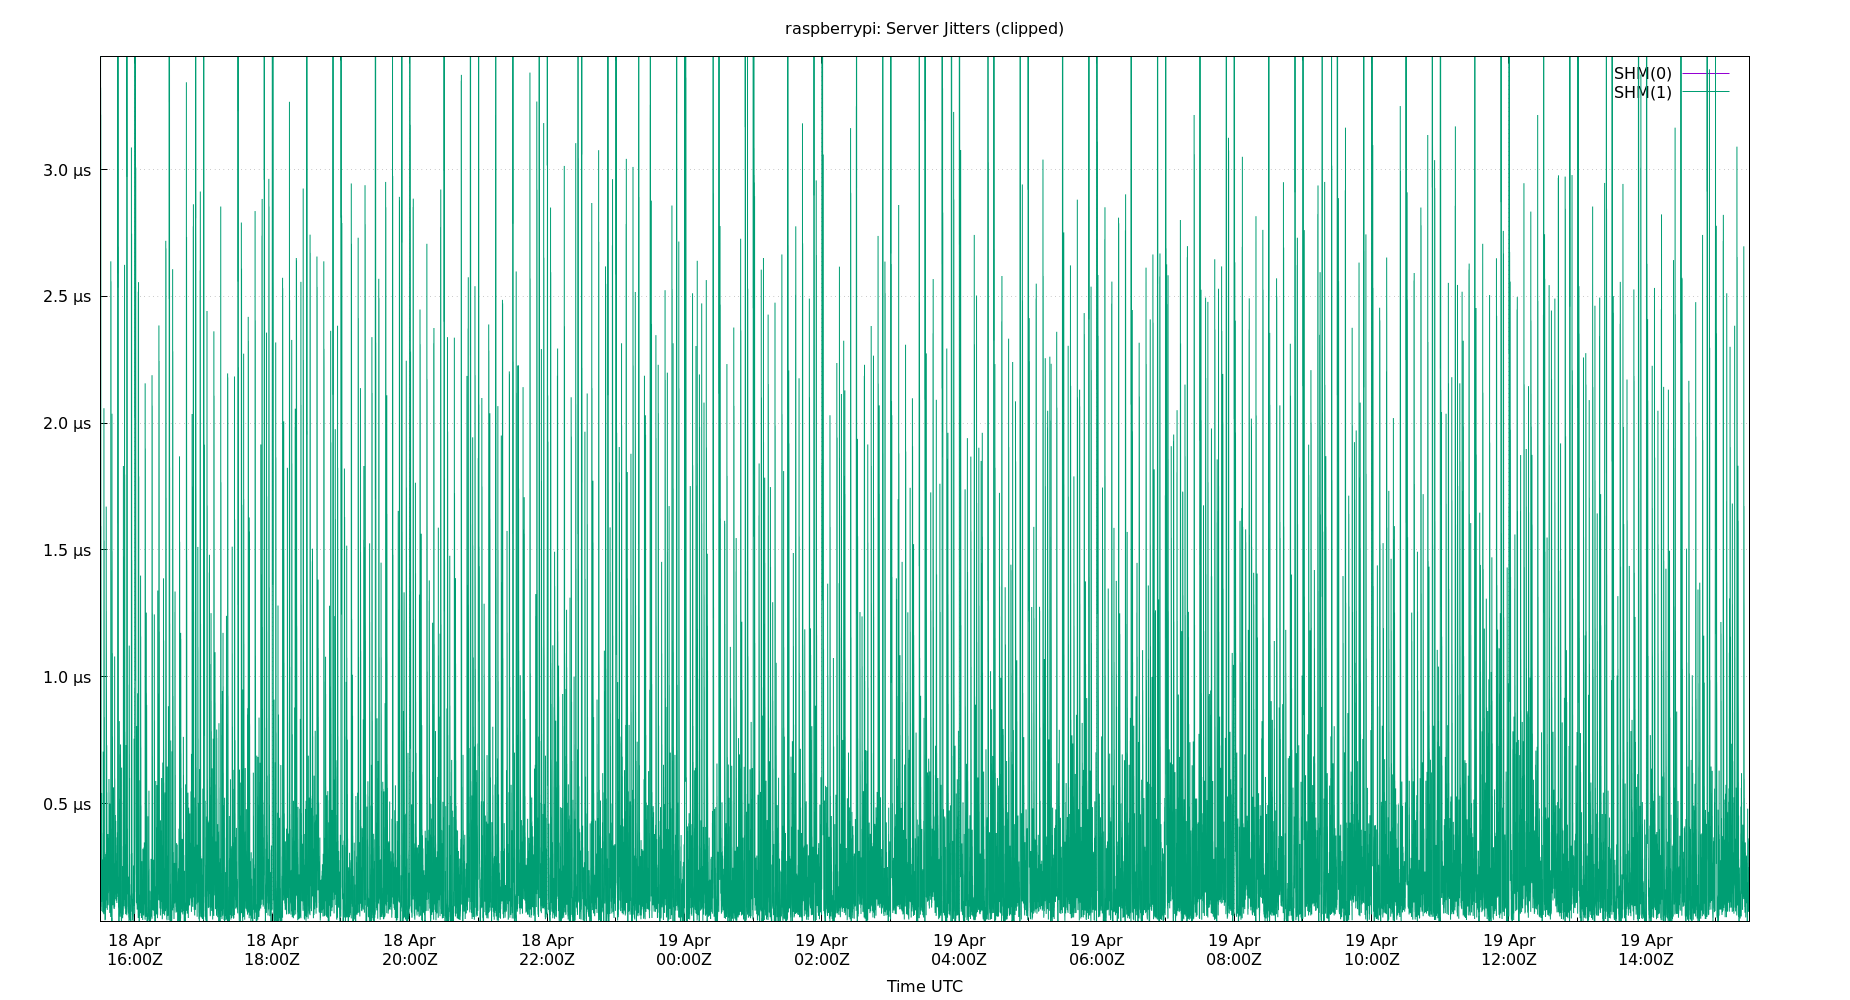 raspberrypi: Server Jitters (clipped)
SHM(0)
SHM(1)
3.0 µs
2.5 µs
2.0 µs
1.5 µs
1.0 µs
0.5 µs
18 Apr 18 Apr 18 Apr 18 Apr 19 Apr 19 Apr 19 Apr 19 Apr 19 Apr 19 Apr 19 Apr 19 Apr
16:00Z 18:00Z 20:00Z 22:00Z 00:00Z 02:00Z 04:00Z 06:00Z 08:00Z 10:00Z 12:00Z 14:00Z
Time UTC